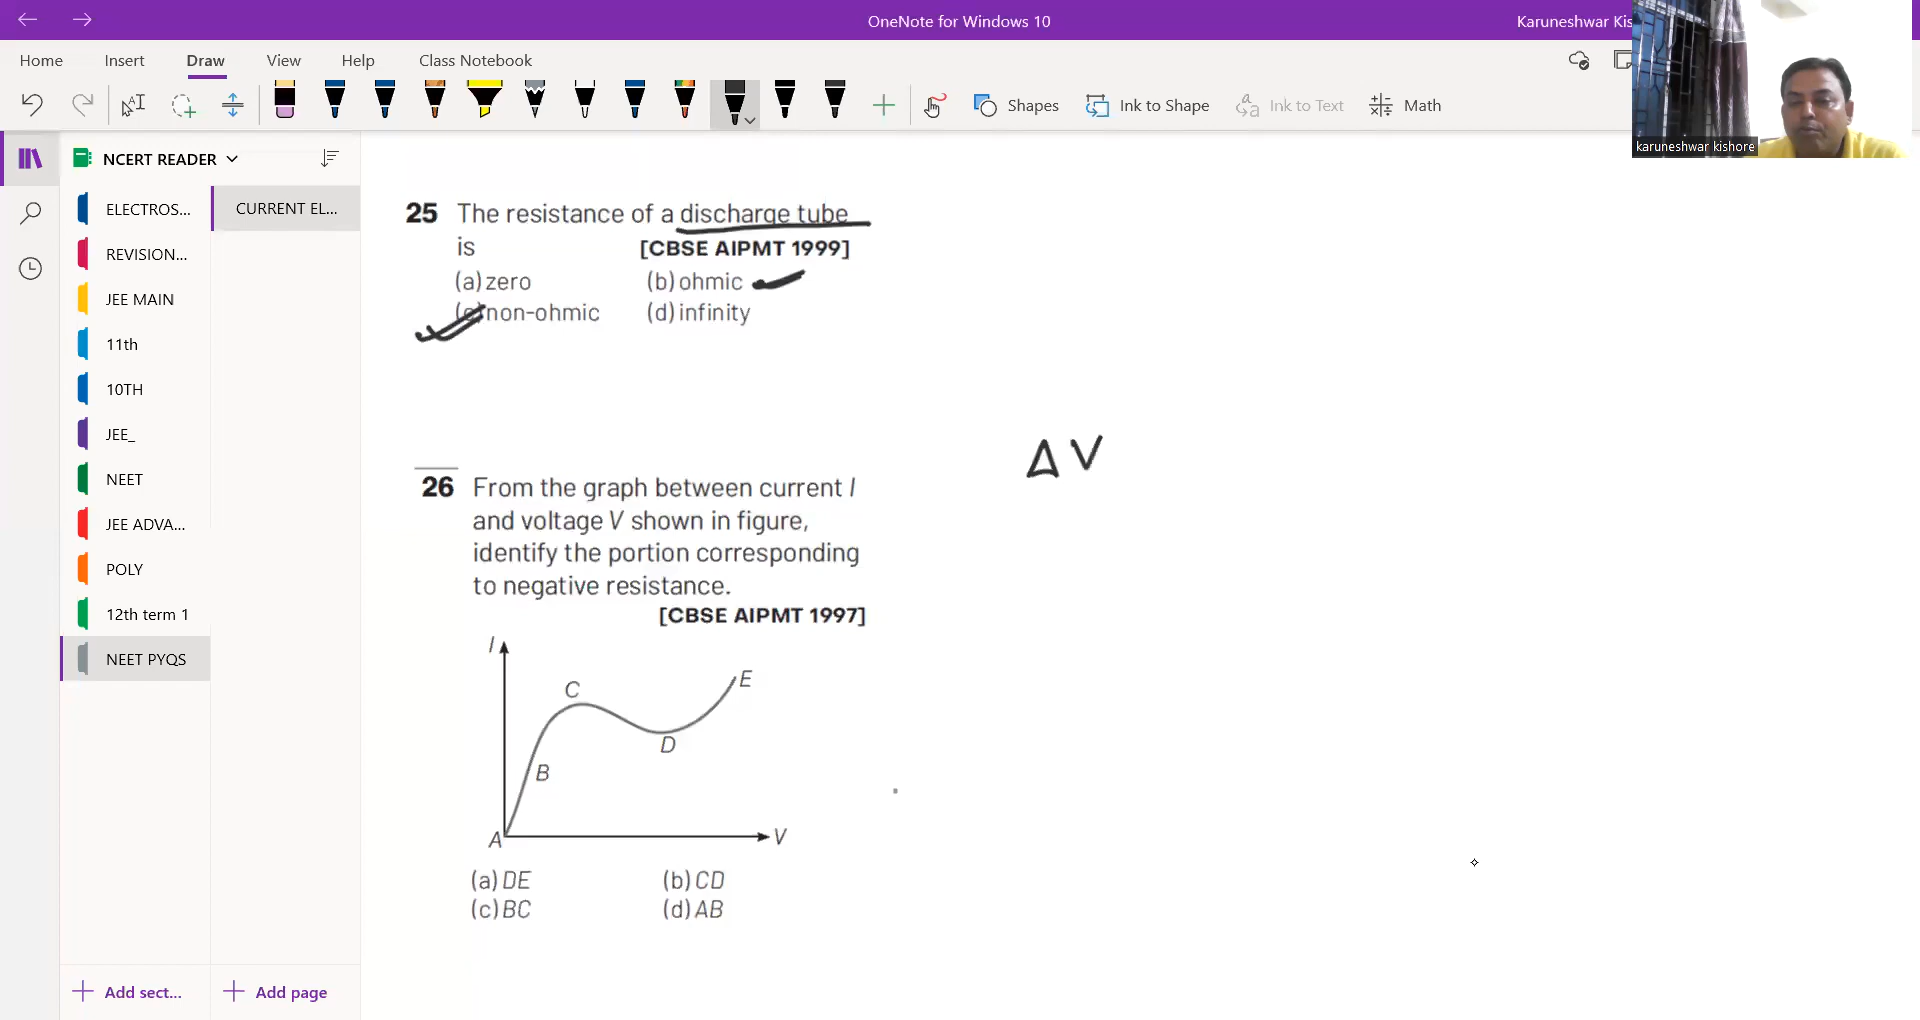 OneNote for Windows 10
Karuneshwar Kis
Home Insert Draw View Help Class Notebook
Shapes Ink to Shape Ink to Text Math
karuneshwar kishore
NCERT READER
ELECTROS...
REVISION...
JEE MAIN
11th
10TH
JEE_
NEET
JEE ADVA...
POLY
12th term 1
NEET PYQS
Add sect...
CURRENT EL...
Add page
25 The resistance of a discharge tube
is [CBSE AIPMT 1999]
(a) zero (b) ohmic
(c) non-ohmic (d) infinity
Δ V
26 From the graph between current I
and voltage V shown in figure,
identify the portion corresponding
to negative resistance.
[CBSE AIPMT 1997]
I
C
E
D
B
A
V
(a) DE (b) CD
(c) BC (d) AB